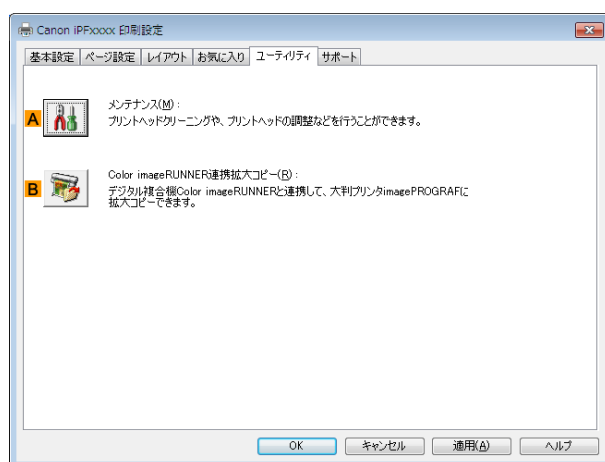 Canon iPFxxxx 印刷設定
基本設定 ページ設定 レイアウト お気に入り ユーティリティ サポート
A
メンテナンス(M) :
プリントヘッドクリーニングや、プリントヘッドの調整などを行うことができます。
B
Color imageRUNNER連携拡大コピー(R) :
デジタル複合機Color imageRUNNERと連携して、大判プリンタimagePROGRAFに
拡大コピーできます。
OK キャンセル 適用(A) ヘルプ